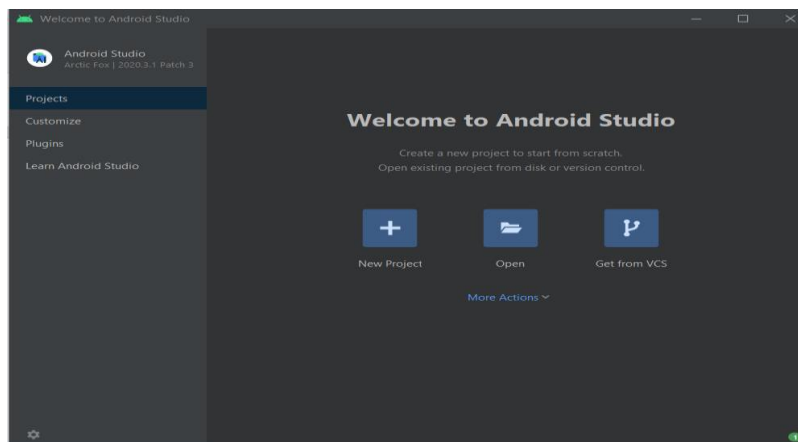 Welcome to Android Studio
Android Studio
Arctic Fox | 2020.3.1 Patch 3
Projects
Customize
Plugins
Learn Android Studio
Welcome to Android Studio
Create a new project to start from scratch.
Open existing project from disk or version control.
New Project
Open
Get from VCS
More Actions
1